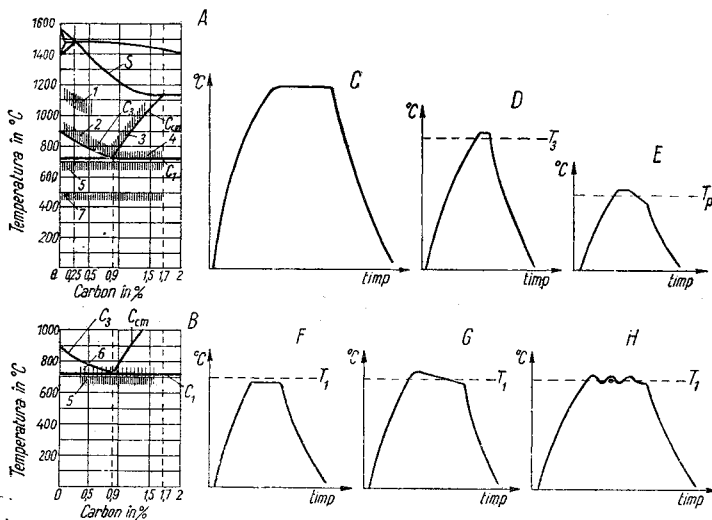 A
Temperatura in °C
1600
1400
1200
1000
800
600
400
200
0 0,25 0,5 0,9 1,5 1,7 2
Carbon in %
S
1
2
C3
Ccm
3
4
C1
5
7
C
°C
timp
D
°C
T3
timp
E
°C
Tp
timp
B
Temperatura in °C
1000
800
600
400
200
0 0,5 0,9 1,5 1,7 2
Carbon in %
C3
Ccm
6
5
C1
F
°C
T1
timp
G
°C
T1
timp
H
°C
T1
timp